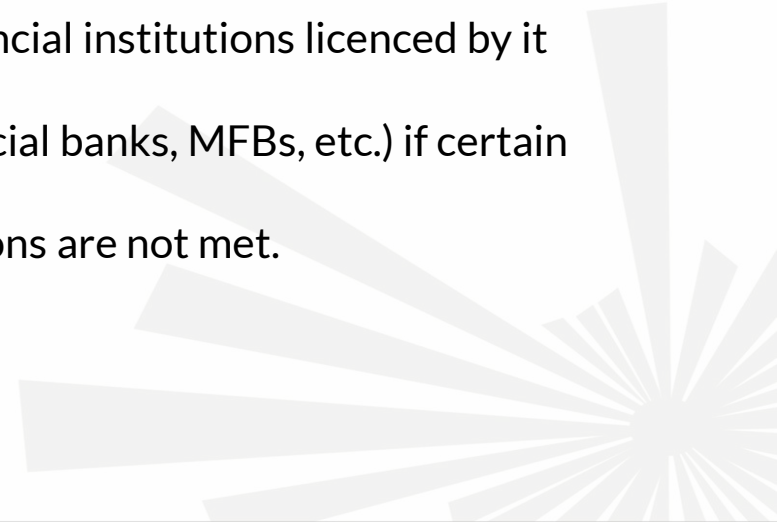 ncial institutions licenced by it
cial banks, MFBs, etc.) if certain
ons are not met.